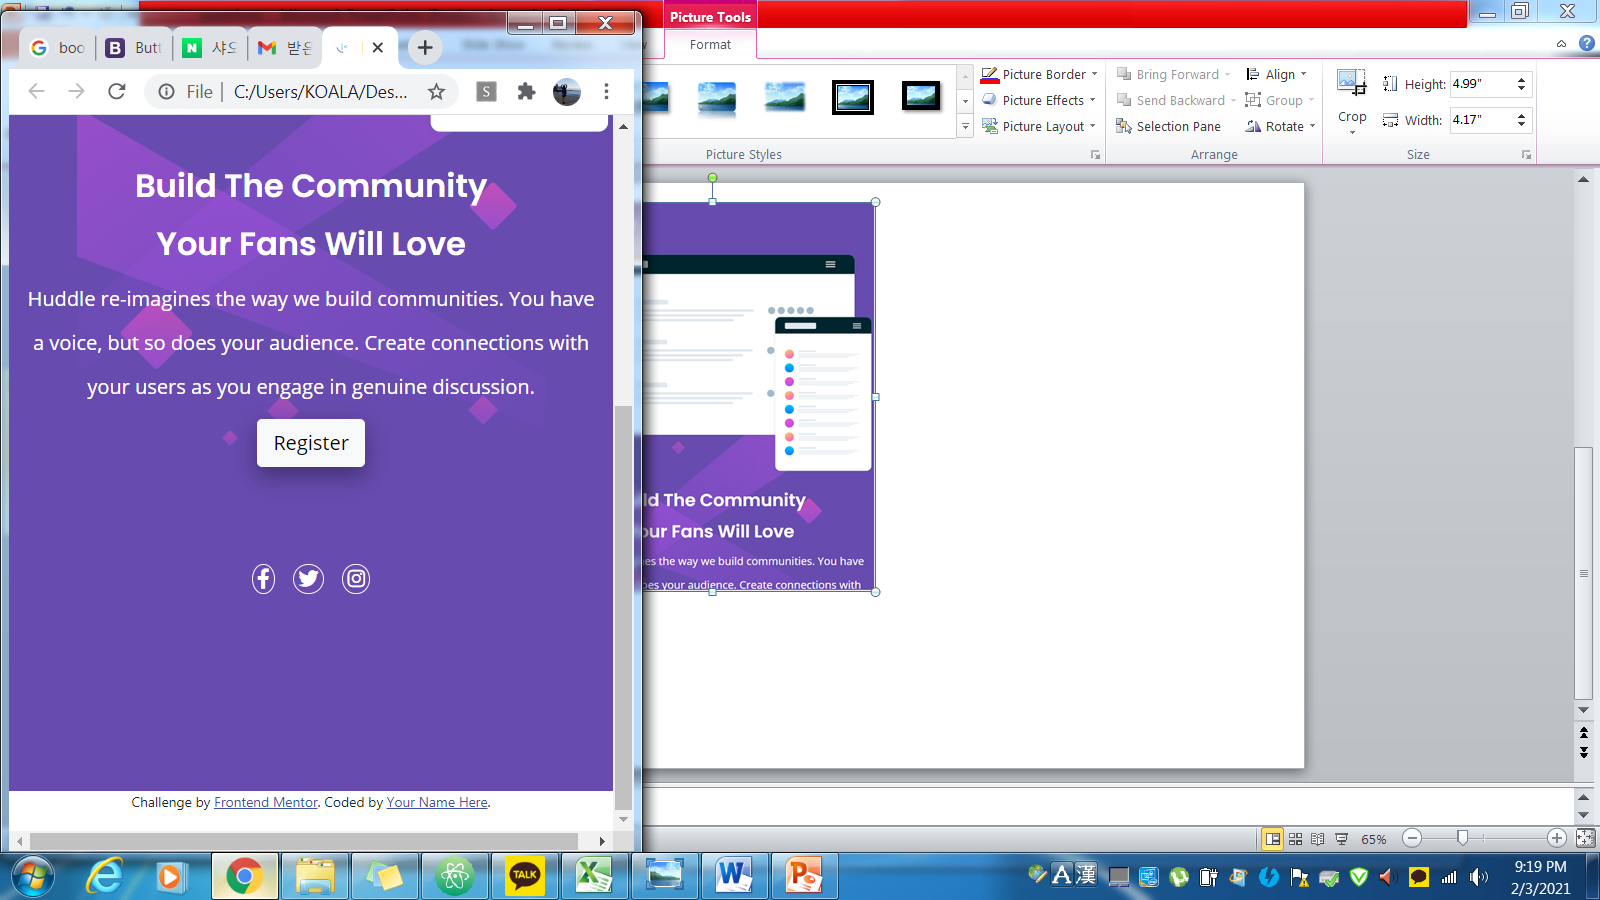 Picture Tools
Format
boo
Butt
샤도
받은
File
C:/Users/KOALA/Des...
S
Picture Border
Picture Effects
Picture Layout
Bring Forward
Send Backward
Selection Pane
Align
Group
Rotate
Crop
Height:
4.99"
Width:
4.17"
Picture Styles
Arrange
Size
Build The Community
Your Fans Will Love
Huddle re-imagines the way we build communities. You have
a voice, but so does your audience. Create connections with
your users as you engage in genuine discussion.
Register
Challenge by Frontend Mentor. Coded by Your Name Here.
ld The Community
our Fans Will Love
es the way we build communities. You have
oes your audience. Create connections with
65%
TALK
A 漢
9:19 PM
2/3/2021